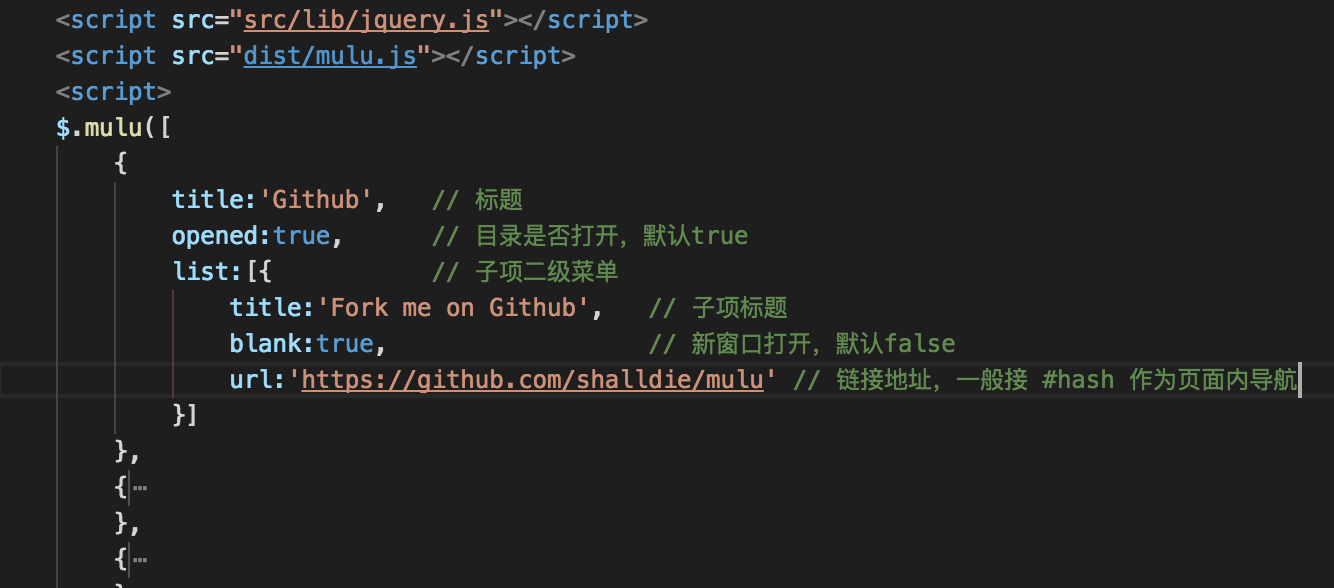 <script src="src/lib/jquery.js"></script>
<script src="dist/mulu.js"></script>
<script>
$.mulu([
{
title:'Github', // 标题
opened:true, // 目录是否打开，默认true
list:[{ // 子项二级菜单
title:'Fork me on Github', // 子项标题
blank:true, // 新窗口打开，默认false
url:'https://github.com/shalldie/mulu' // 链接地址，一般接 #hash 作为页面内导航
}]
},
{…
},
{…